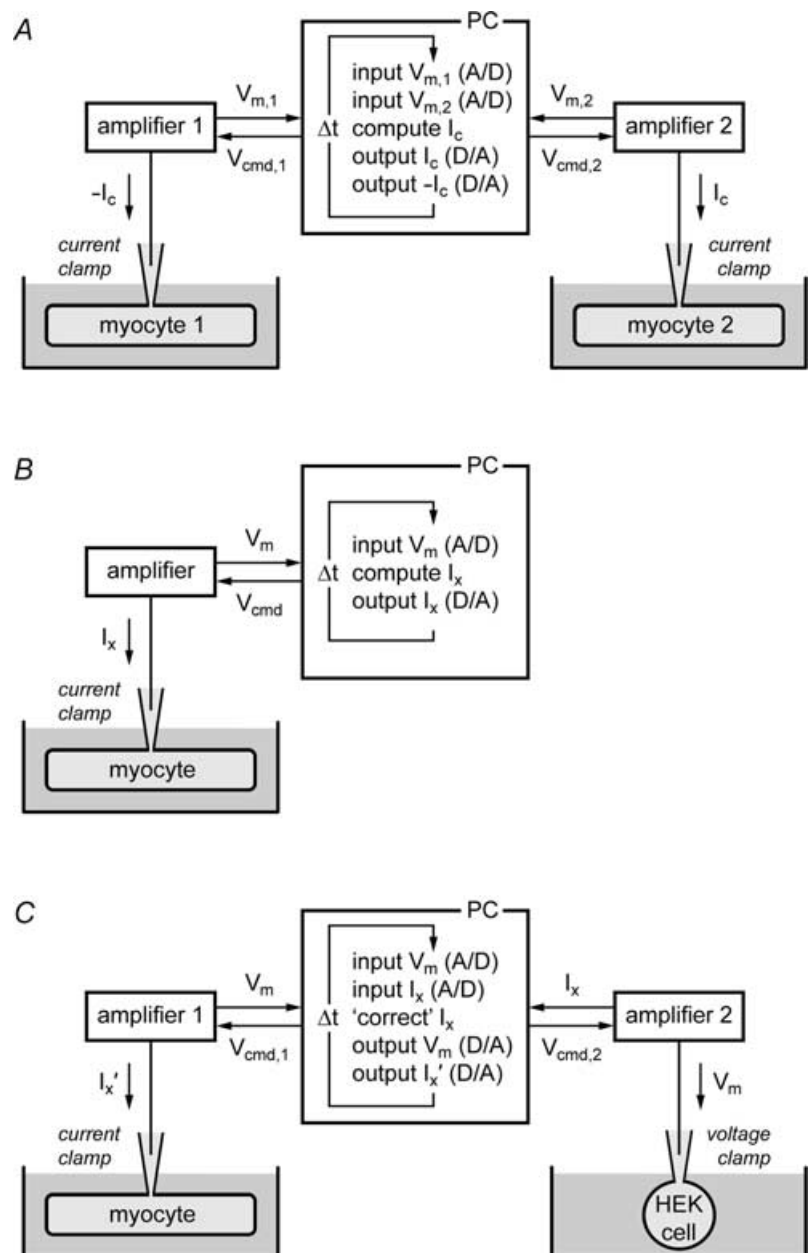 A
PC
input V_m,1 (A/D)
input V_m,2 (A/D)
Δt compute I_c
output I_c (D/A)
output –I_c (D/A)
V_m,1
V_cmd,1
amplifier 1
V_m,2
V_cmd,2
amplifier 2
–I_c
I_c
current
clamp
current
clamp
myocyte 1
myocyte 2
B
PC
input V_m (A/D)
Δt compute I_x
output I_x (D/A)
V_m
V_cmd
amplifier
I_x
current
clamp
myocyte
C
PC
input V_m (A/D)
input I_x (A/D)
Δt 'correct' I_x
output V_m (D/A)
output I_x' (D/A)
V_m
V_cmd,1
amplifier 1
I_x
V_cmd,2
amplifier 2
I_x'
V_m
current
clamp
voltage
clamp
myocyte
HEK
cell